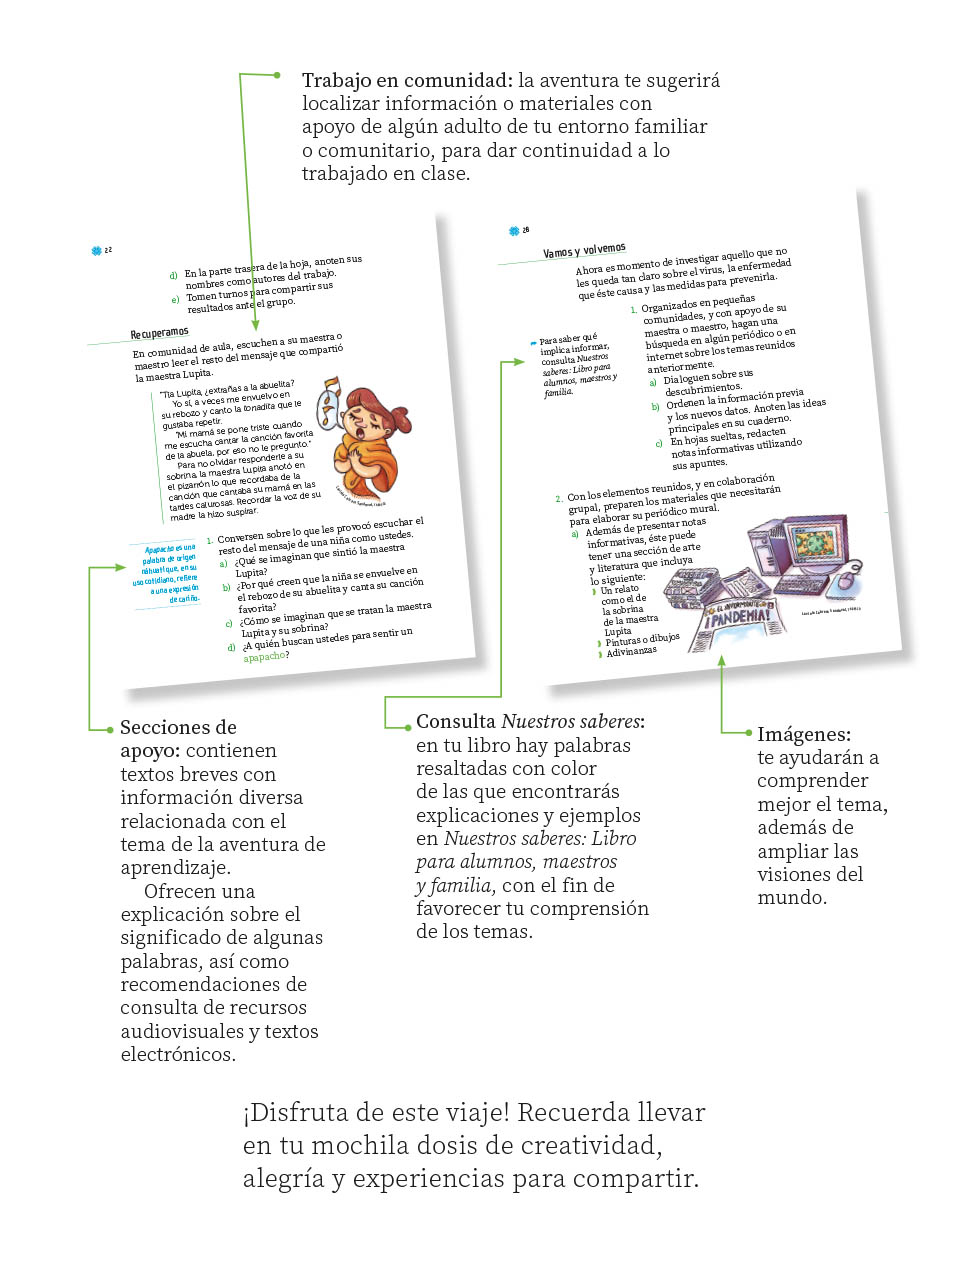 Trabajo en comunidad: la aventura te sugerirá
localizar información o materiales con
apoyo de algún adulto de tu entorno familiar
o comunitario, para dar continuidad a lo
trabajado en clase.
22
d) En la parte trasera de la hoja, anoten sus
nombres como autores del trabajo.
e) Tomen turnos para compartir sus
resultados ante el grupo.
Recuperamos
En comunidad de aula, escuchen a su maestra o
maestro leer el resto del mensaje que compartió
la maestra Lupita.
"Tía Lupita, ¿extrañas a la abuelita?
Yo sí, a veces me envuelvo en
su rebozo y canto la tonadita que le
gustaba repetir.
"Mi mamá se pone triste cuando
me escucha cantar la canción favorita
de la abuela, por eso no le pregunto."
Para no olvidar responderle a su
sobrina, la maestra Lupita anotó en
el pizarrón lo que recordaba de la
canción que cantaba su mamá en las
tardes calurosas. Recordar la voz de su
madre la hizo suspirar.
Apapacho es una
palabra de origen
náhuatl que, en su
uso cotidiano, refiere
a una expresión
de cariño.
1. Conversen sobre lo que les provocó escuchar el
resto del mensaje de una niña como ustedes.
a) ¿Qué se imaginan que sintió la maestra
Lupita?
b) ¿Por qué creen que la niña se envuelve en
el rebozo de su abuelita y canta su canción
favorita?
c) ¿Cómo se imaginan que se tratan la maestra
Lupita y su sobrina?
d) ¿A quién buscan ustedes para sentir un
apapacho?
28
Vamos y volvemos
Ahora es momento de investigar aquello que no
les queda tan claro sobre el virus, la enfermedad
que éste causa y las medidas para prevenirla.
Para saber qué
implica informar,
consulta Nuestros
saberes: Libro para
alumnos, maestros y
familia.
1. Organizados en pequeñas
comunidades, y con apoyo de su
maestra o maestro, hagan una
búsqueda en algún periódico o en
internet sobre los temas reunidos
anteriormente.
a) Dialoguen sobre sus
descubrimientos.
b) Ordenen la información previa
y los nuevos datos. Anoten las ideas
principales en su cuaderno.
c) En hojas sueltas, redacten
notas informativas utilizando
sus apuntes.
2. Con los elementos reunidos, y en colaboración
grupal, preparen los materiales que necesitarán
para elaborar su periódico mural.
a) Además de presentar notas
informativas, éste puede
tener una sección de arte
y literatura que incluya
lo siguiente:
Un relato
como el de
la sobrina
de la maestra
Lupita
Pinturas o dibujos
Adivinanzas
EL INFORMANTE
¡PANDEMIA!
Secciones de
apoyo: contienen
textos breves con
información diversa
relacionada con el
tema de la aventura de
aprendizaje.
Ofrecen una
explicación sobre el
significado de algunas
palabras, así como
recomendaciones de
consulta de recursos
audiovisuales y textos
electrónicos.
Consulta Nuestros saberes:
en tu libro hay palabras
resaltadas con color
de las que encontrarás
explicaciones y ejemplos
en Nuestros saberes: Libro
para alumnos, maestros
y familia, con el fin de
favorecer tu comprensión
de los temas.
Imágenes:
te ayudarán a
comprender
mejor el tema,
además de
ampliar las
visiones del
mundo.
¡Disfruta de este viaje! Recuerda llevar
en tu mochila dosis de creatividad,
alegría y experiencias para compartir.